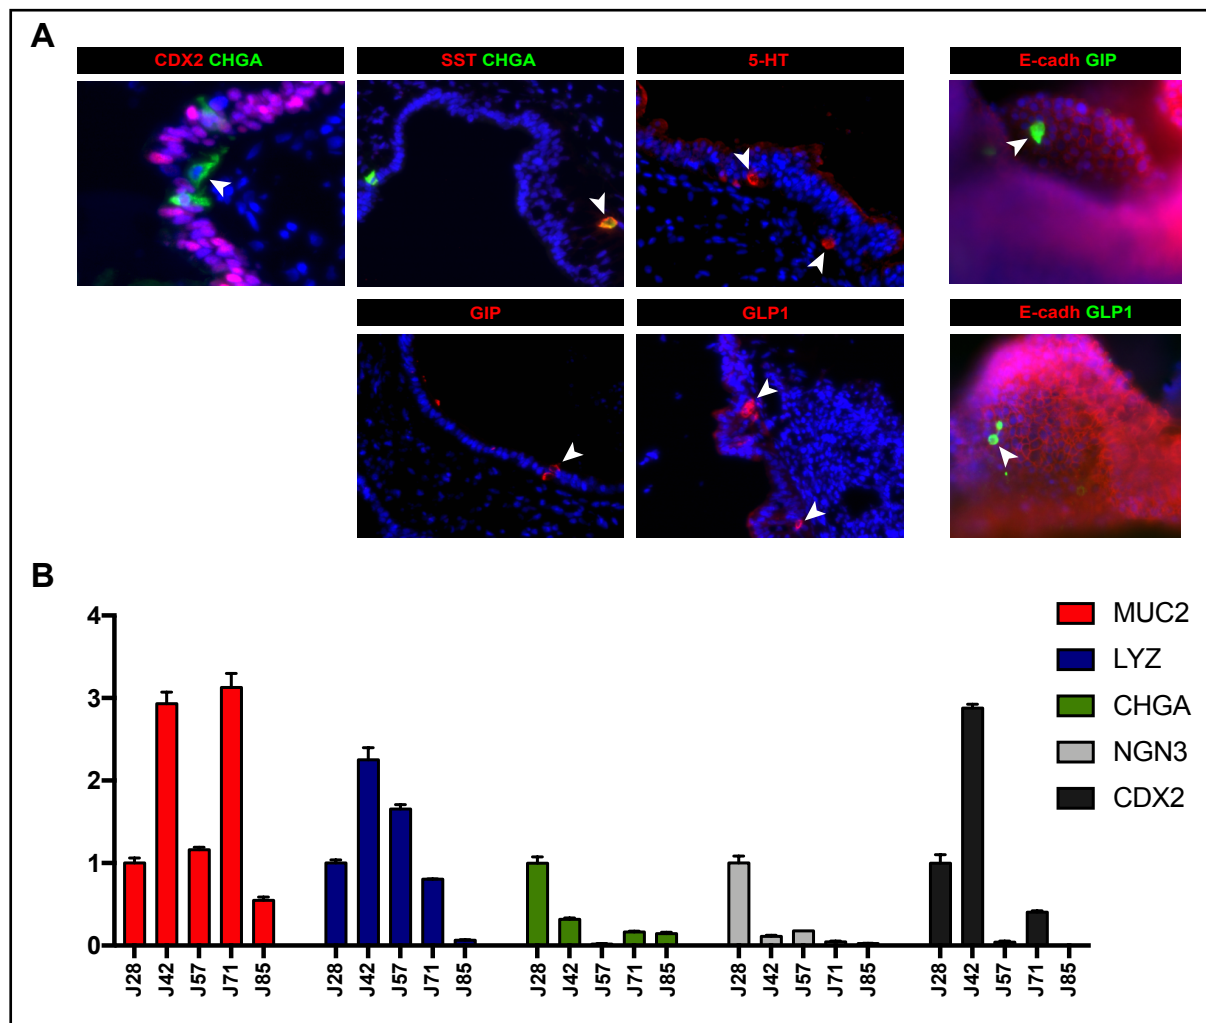 A
CDX2 CHGA
SST CHGA
5-HT
E-cadh GIP
GIP
GLP1
E-cadh GLP1
B
4
3
2
1
0
J28 J42 J57 J71 J85 J28 J42 J57 J71 J85 J28 J42 J57 J71 J85 J28 J42 J57 J71 J85 J28 J42 J57 J71 J85
MUC2
LYZ
CHGA
NGN3
CDX2